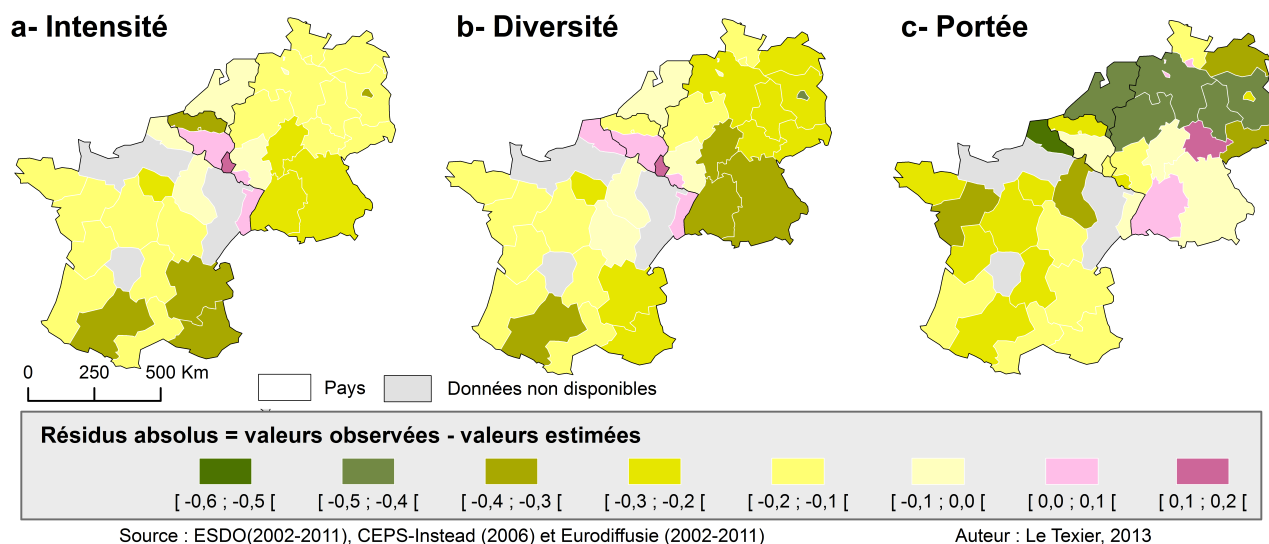 a- Intensité
b- Diversité
c- Portée
0 250 500 Km
Pays
Données non disponibles
Résidus absolus = valeurs observées - valeurs estimées
[ -0,6 ; -0,5 [
[ -0,5 ; -0,4 [
[ -0,4 ; -0,3 [
[ -0,3 ; -0,2 [
[ -0,2 ; -0,1 [
[ -0,1 ; 0,0 [
[ 0,0 ; 0,1 [
[ 0,1 ; 0,2 [
Source : ESDO(2002-2011), CEPS-Instead (2006) et Eurodiffusie (2002-2011)
Auteur : Le Texier, 2013